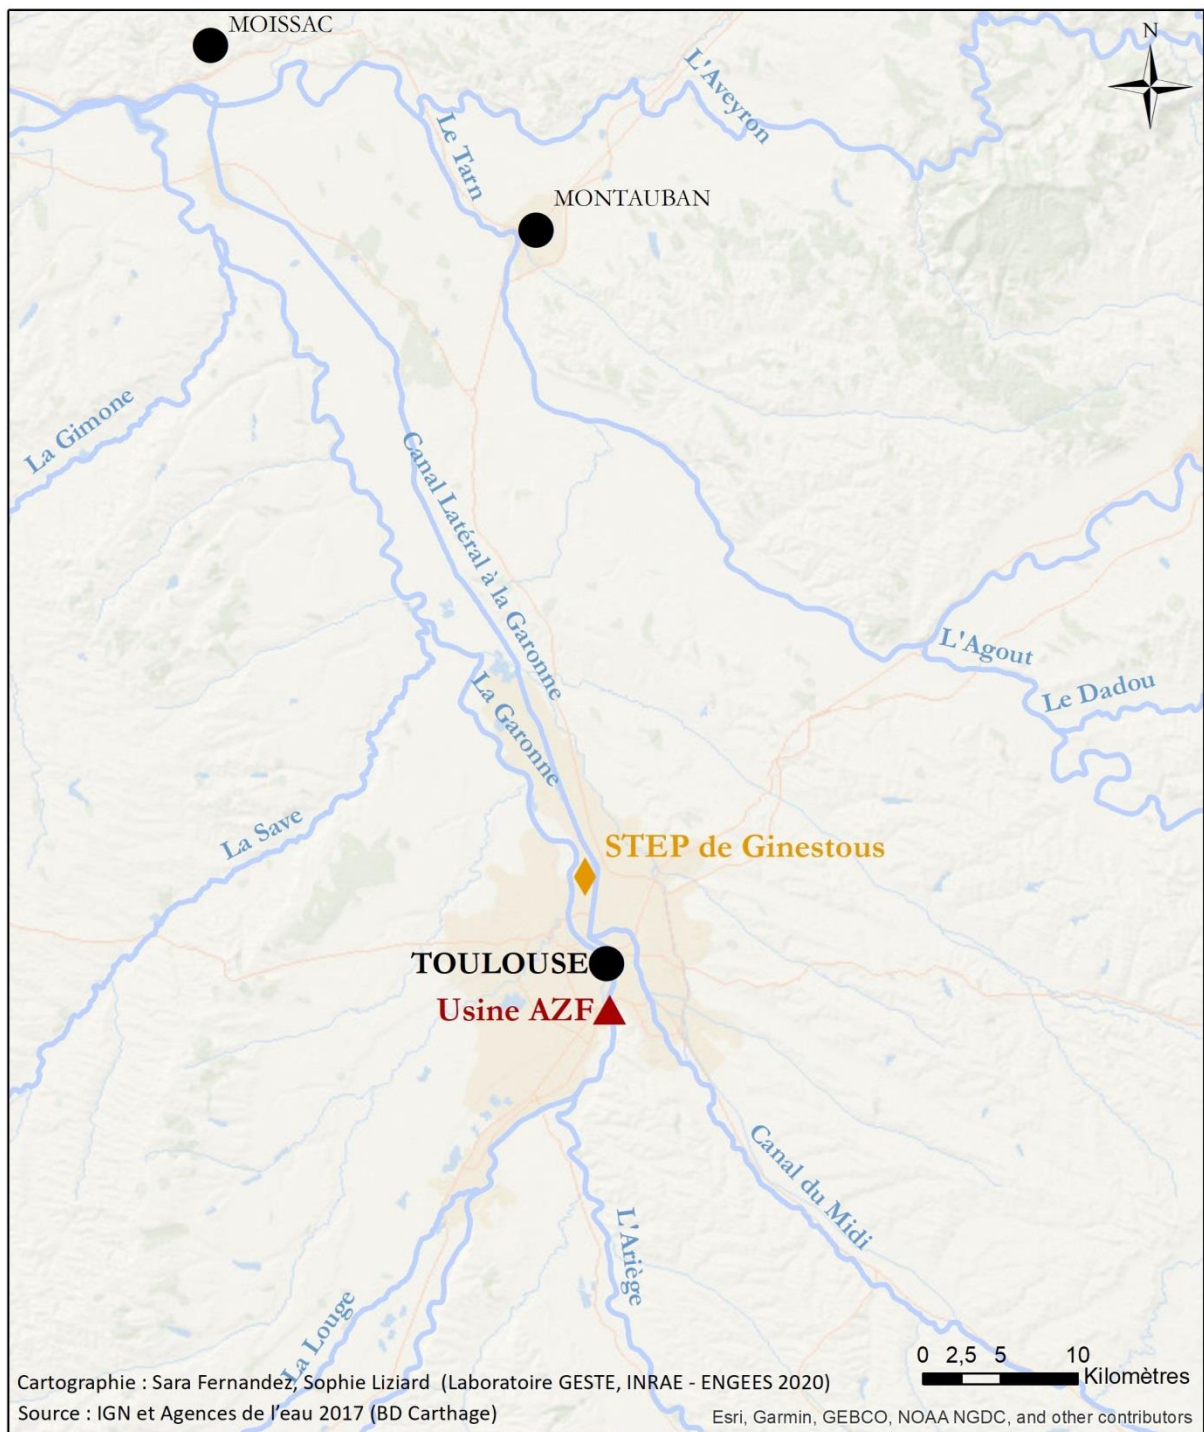 MOISSAC
N
L'Aveyron
Le Tarn
MONTAUBAN
La Gimone
Canal Latéral à la Garonne
L'Agout
Le Dadou
La Garonne
La Save
STEP de Ginestous
TOULOUSE
Usine AZF
Canal du Midi
L'Ariège
La Louge
0 2,5 5 10
Kilomètres
Cartographie : Sara Fernandez, Sophie Liziard (Laboratoire GESTE, INRAE - ENGEES 2020)
Source : IGN et Agences de l'eau 2017 (BD Carthage)
Esri, Garmin, GEBCO, NOAA NGDC, and other contributors